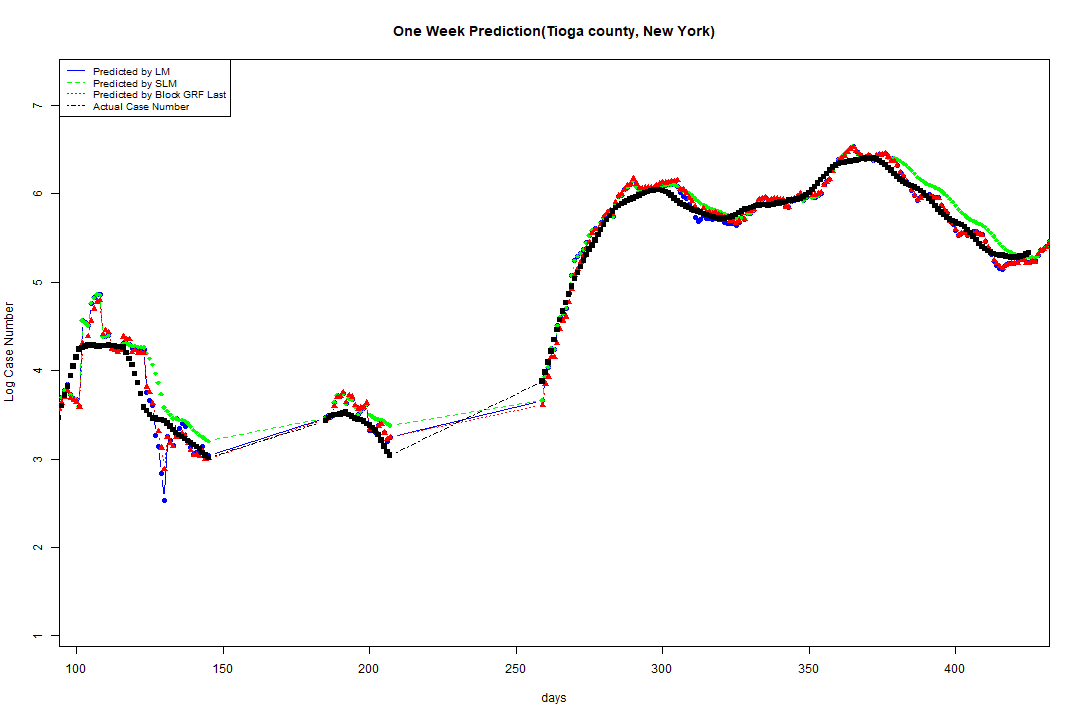 One Week Prediction(Tioga county, New York)
Predicted by LM
Predicted by SLM
Predicted by Block GRF Last
Actual Case Number
7
6
5
4
3
2
1
Log Case Number
100 150 200 250 300 350 400
days